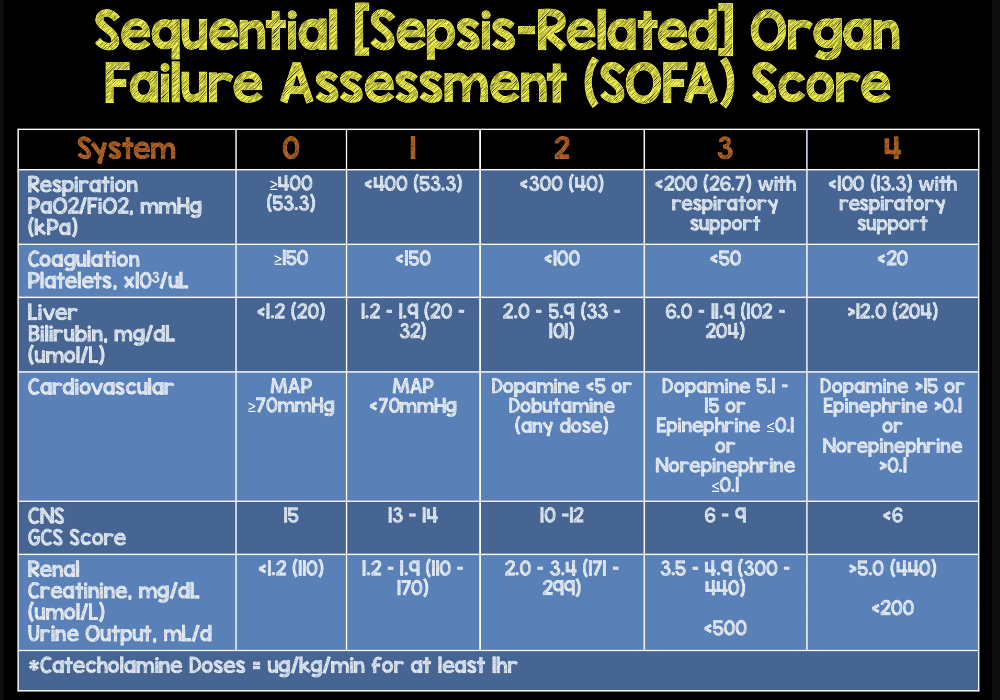 Sequential [Sepsis-Related] Organ
Failure Assessment (SOFA) Score
System
0
1
2
3
4
Respiration
PaO2/FiO2, mmHg
(kPa)
≥400
(53.3)
<400 (53.3)
<300 (40)
<200 (26.7) with
respiratory
support
<100 (13.3) with
respiratory
support
Coagulation
Platelets, x10³/uL
≥150
<150
<100
<50
<20
Liver
Bilirubin, mg/dL
(umol/L)
<1.2 (20)
1.2 - 1.9 (20 -
32)
2.0 - 5.9 (33 -
101)
6.0 - 11.9 (102 -
204)
>12.0 (204)
Cardiovascular
MAP
≥70mmHg
MAP
<70mmHg
Dopamine <5 or
Dobutamine
(any dose)
Dopamine 5.1 -
15 or
Epinephrine ≤0.1
or
Norepinephrine
≤0.1
Dopamine >15 or
Epinephrine >0.1
or
Norepinephrine
>0.1
CNS
GCS Score
15
13 - 14
10 -12
6 - 9
<6
Renal
Creatinine, mg/dL
(umol/L)
Urine Output, mL/d
<1.2 (110)
1.2 - 1.9 (110 -
170)
2.0 - 3.4 (171 -
299)
3.5 - 4.9 (300 -
440)
<500
>5.0 (440)
<200
*Catecholamine Doses = ug/kg/min for at least 1hr